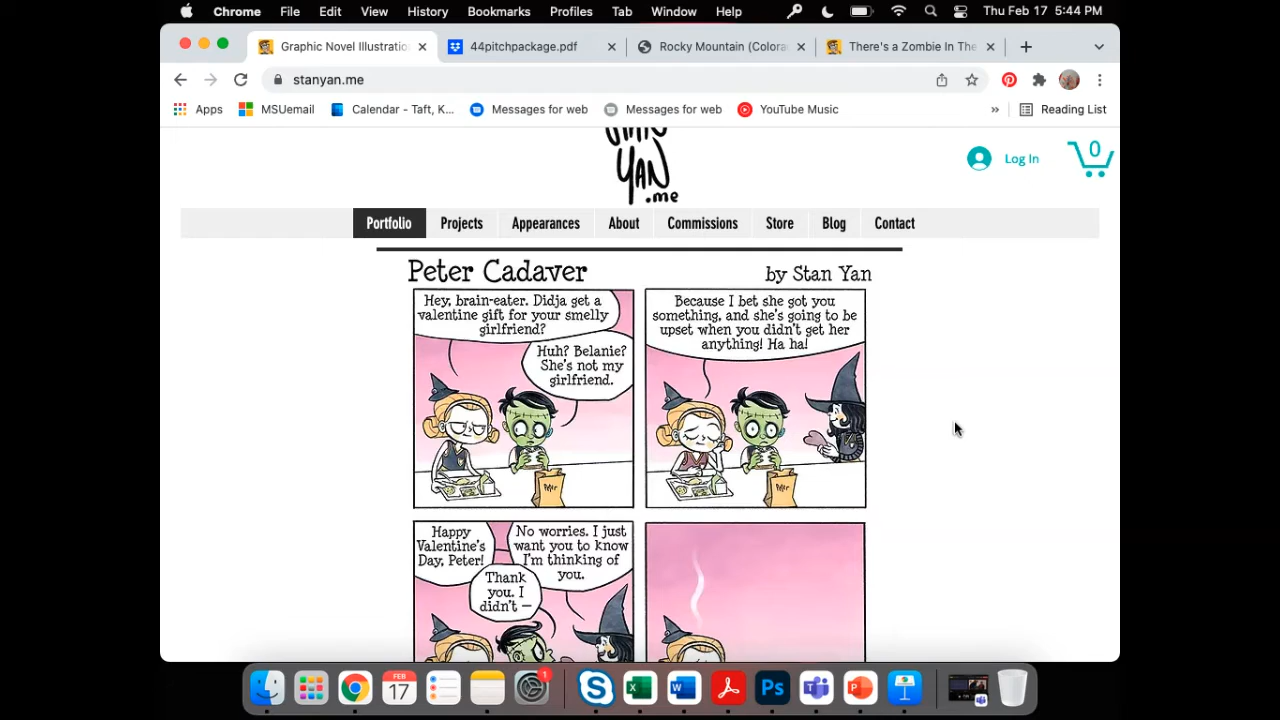 Chrome File Edit View History Bookmarks Profiles Tab Window Help Thu Feb 17 5:44 PM
Graphic Novel Illustratio 44pitchpackage.pdf Rocky Mountain (Colora There's a Zombie In The
stanyan.me
Apps MSUemail Calendar - Taft, K... Messages for web Messages for web YouTube Music » Reading List
STAN
YAN
.me
Log In
0
Portfolio Projects Appearances About Commissions Store Blog Contact
Peter Cadaver by Stan Yan
Hey, brain-eater. Didja get a
valentine gift for your smelly
girlfriend?
Huh? Belanie?
She's not my
girlfriend.
Peter
Because I bet she got you
something, and she's going to be
upset when you didn't get her
anything! Ha ha!
Peter
Happy
Valentine's
Day, Peter!
No worries. I just
want you to know
I'm thinking of
you.
Thank
you. I
didn't —
FEB
17
1
X
W
Ps
P